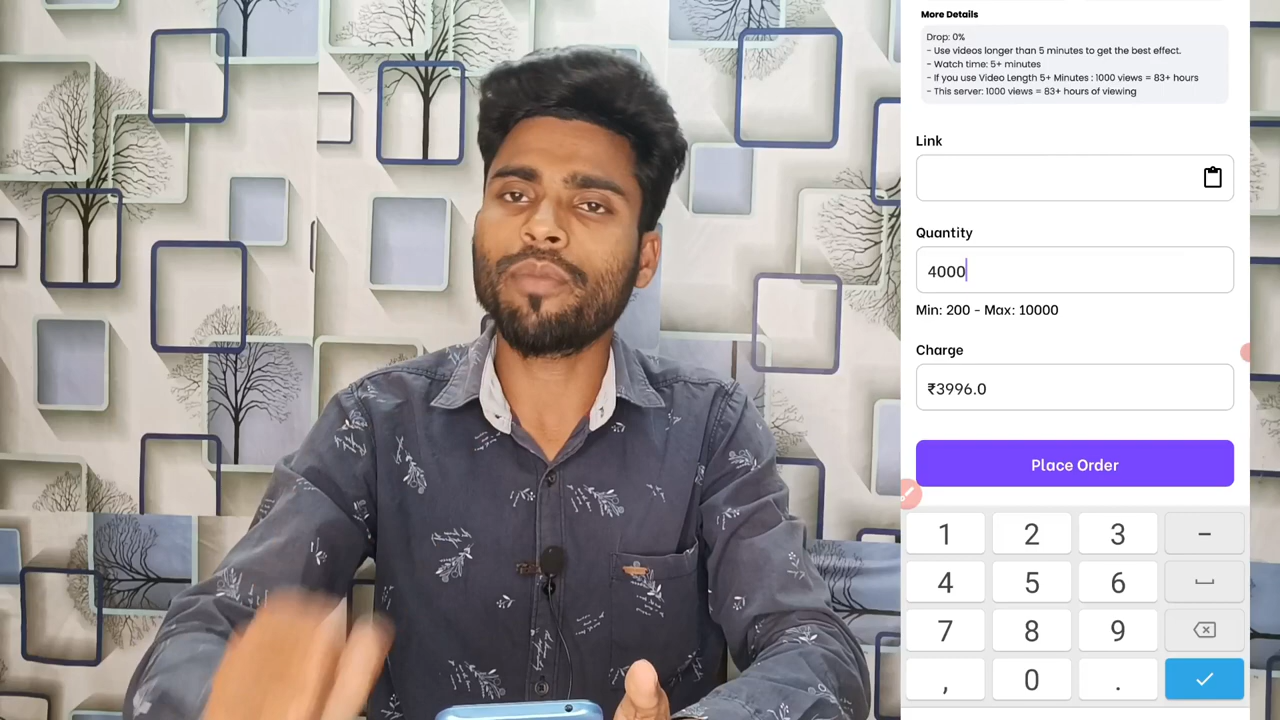 More Details
Drop: 0%
- Use videos longer than 5 minutes to get the best effect.
- Watch time: 5+ minutes
- If you use Video Length 5+ Minutes : 1000 views = 83+ hours
- This server: 1000 views = 83+ hours of viewing
Link
Quantity
4000
Min: 200 - Max: 10000
Charge
₹3996.0
Place Order
1 2 3 -
4 5 6
7 8 9
, 0 .